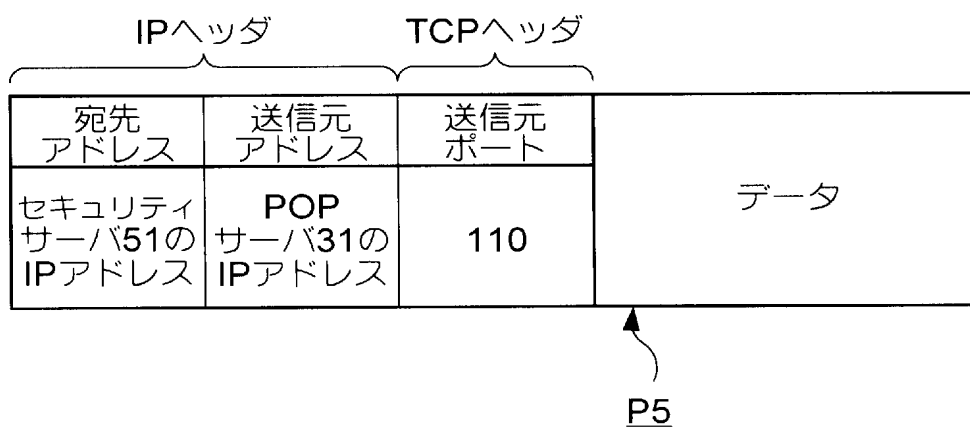 IPヘッダ
TCPヘッダ
宛先
アドレス
送信元
アドレス
送信元
ポート
データ
セキュリティ
サーバ51の
IPアドレス
POP
サーバ31の
IPアドレス
110
P5